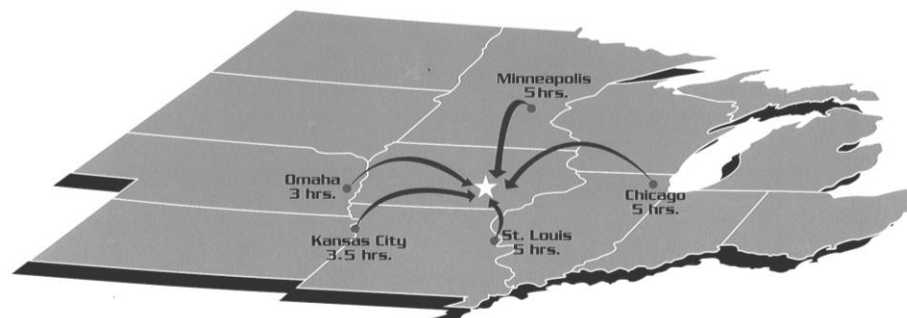 Minneapolis
5 hrs.
Omaha
3 hrs.
Chicago
5 hrs.
Kansas City
3.5 hrs.
St. Louis
5 hrs.